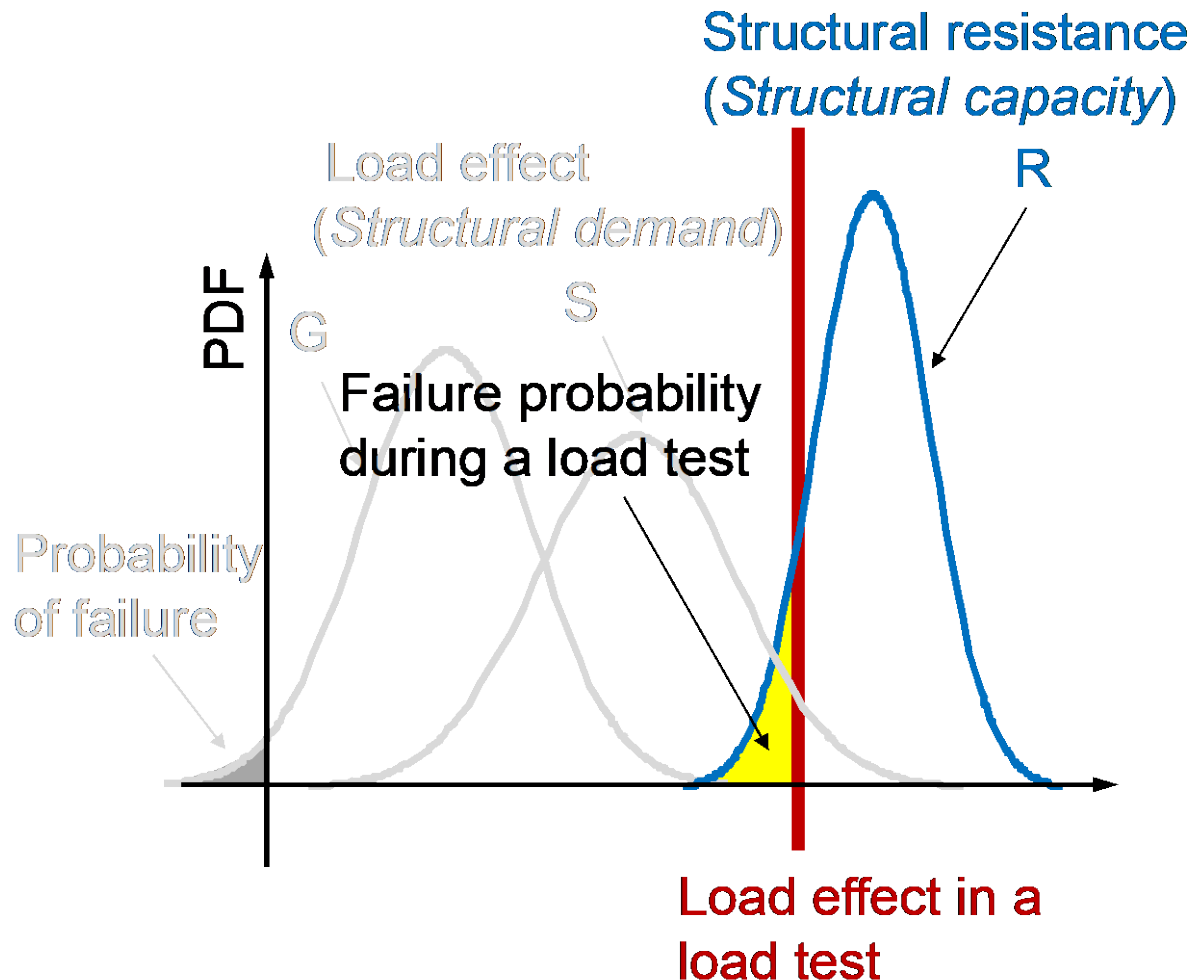 Structural resistance
(Structural capacity)
R
Load effect
(Structural demand)
S
G
PDF
Failure probability
during a load test
Probability
of failure
Load effect in a
load test